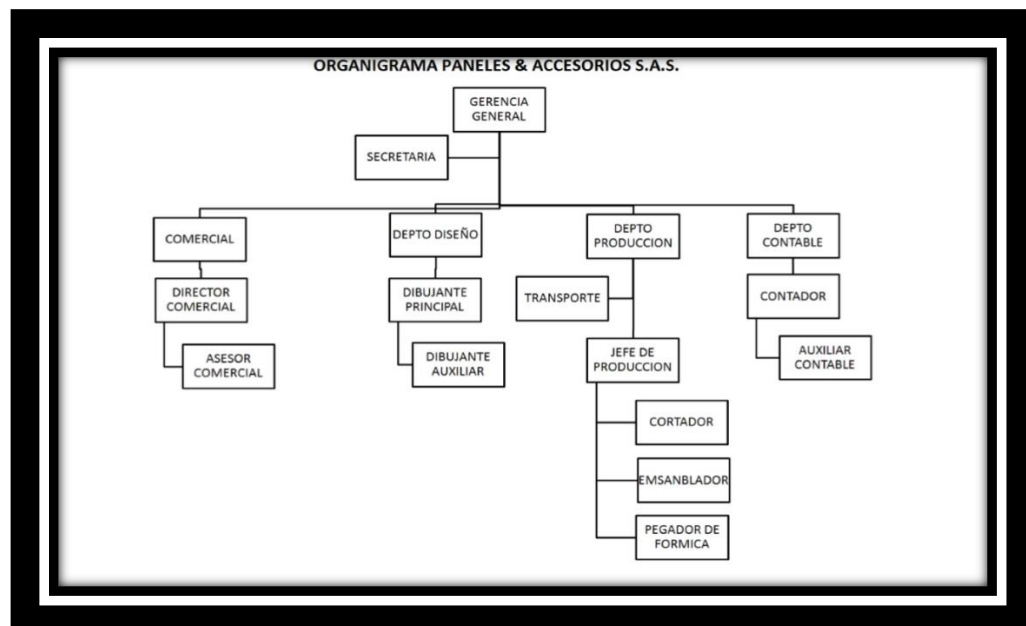 ORGANIGRAMA PANELES & ACCESORIOS S.A.S.
GERENCIA
GENERAL
SECRETARIA
COMERCIAL
DEPTO DISEÑO
DEPTO
PRODUCCION
DEPTO
CONTABLE
DIRECTOR
COMERCIAL
DIBUJANTE
PRINCIPAL
TRANSPORTE
CONTADOR
ASESOR
COMERCIAL
DIBUJANTE
AUXILIAR
JEFE DE
PRODUCCION
AUXILIAR
CONTABLE
CORTADOR
EMSANBLADOR
PEGADOR DE
FORMICA